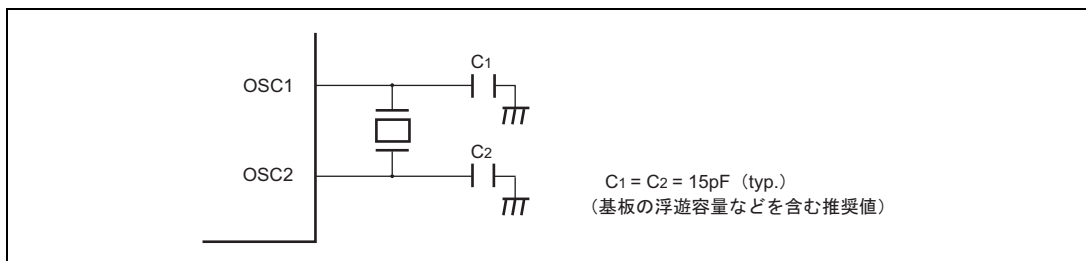 OSC1
C1
OSC2
C2
C1 = C2 = 15pF（typ.）
（基板の浮遊容量などを含む推奨値）